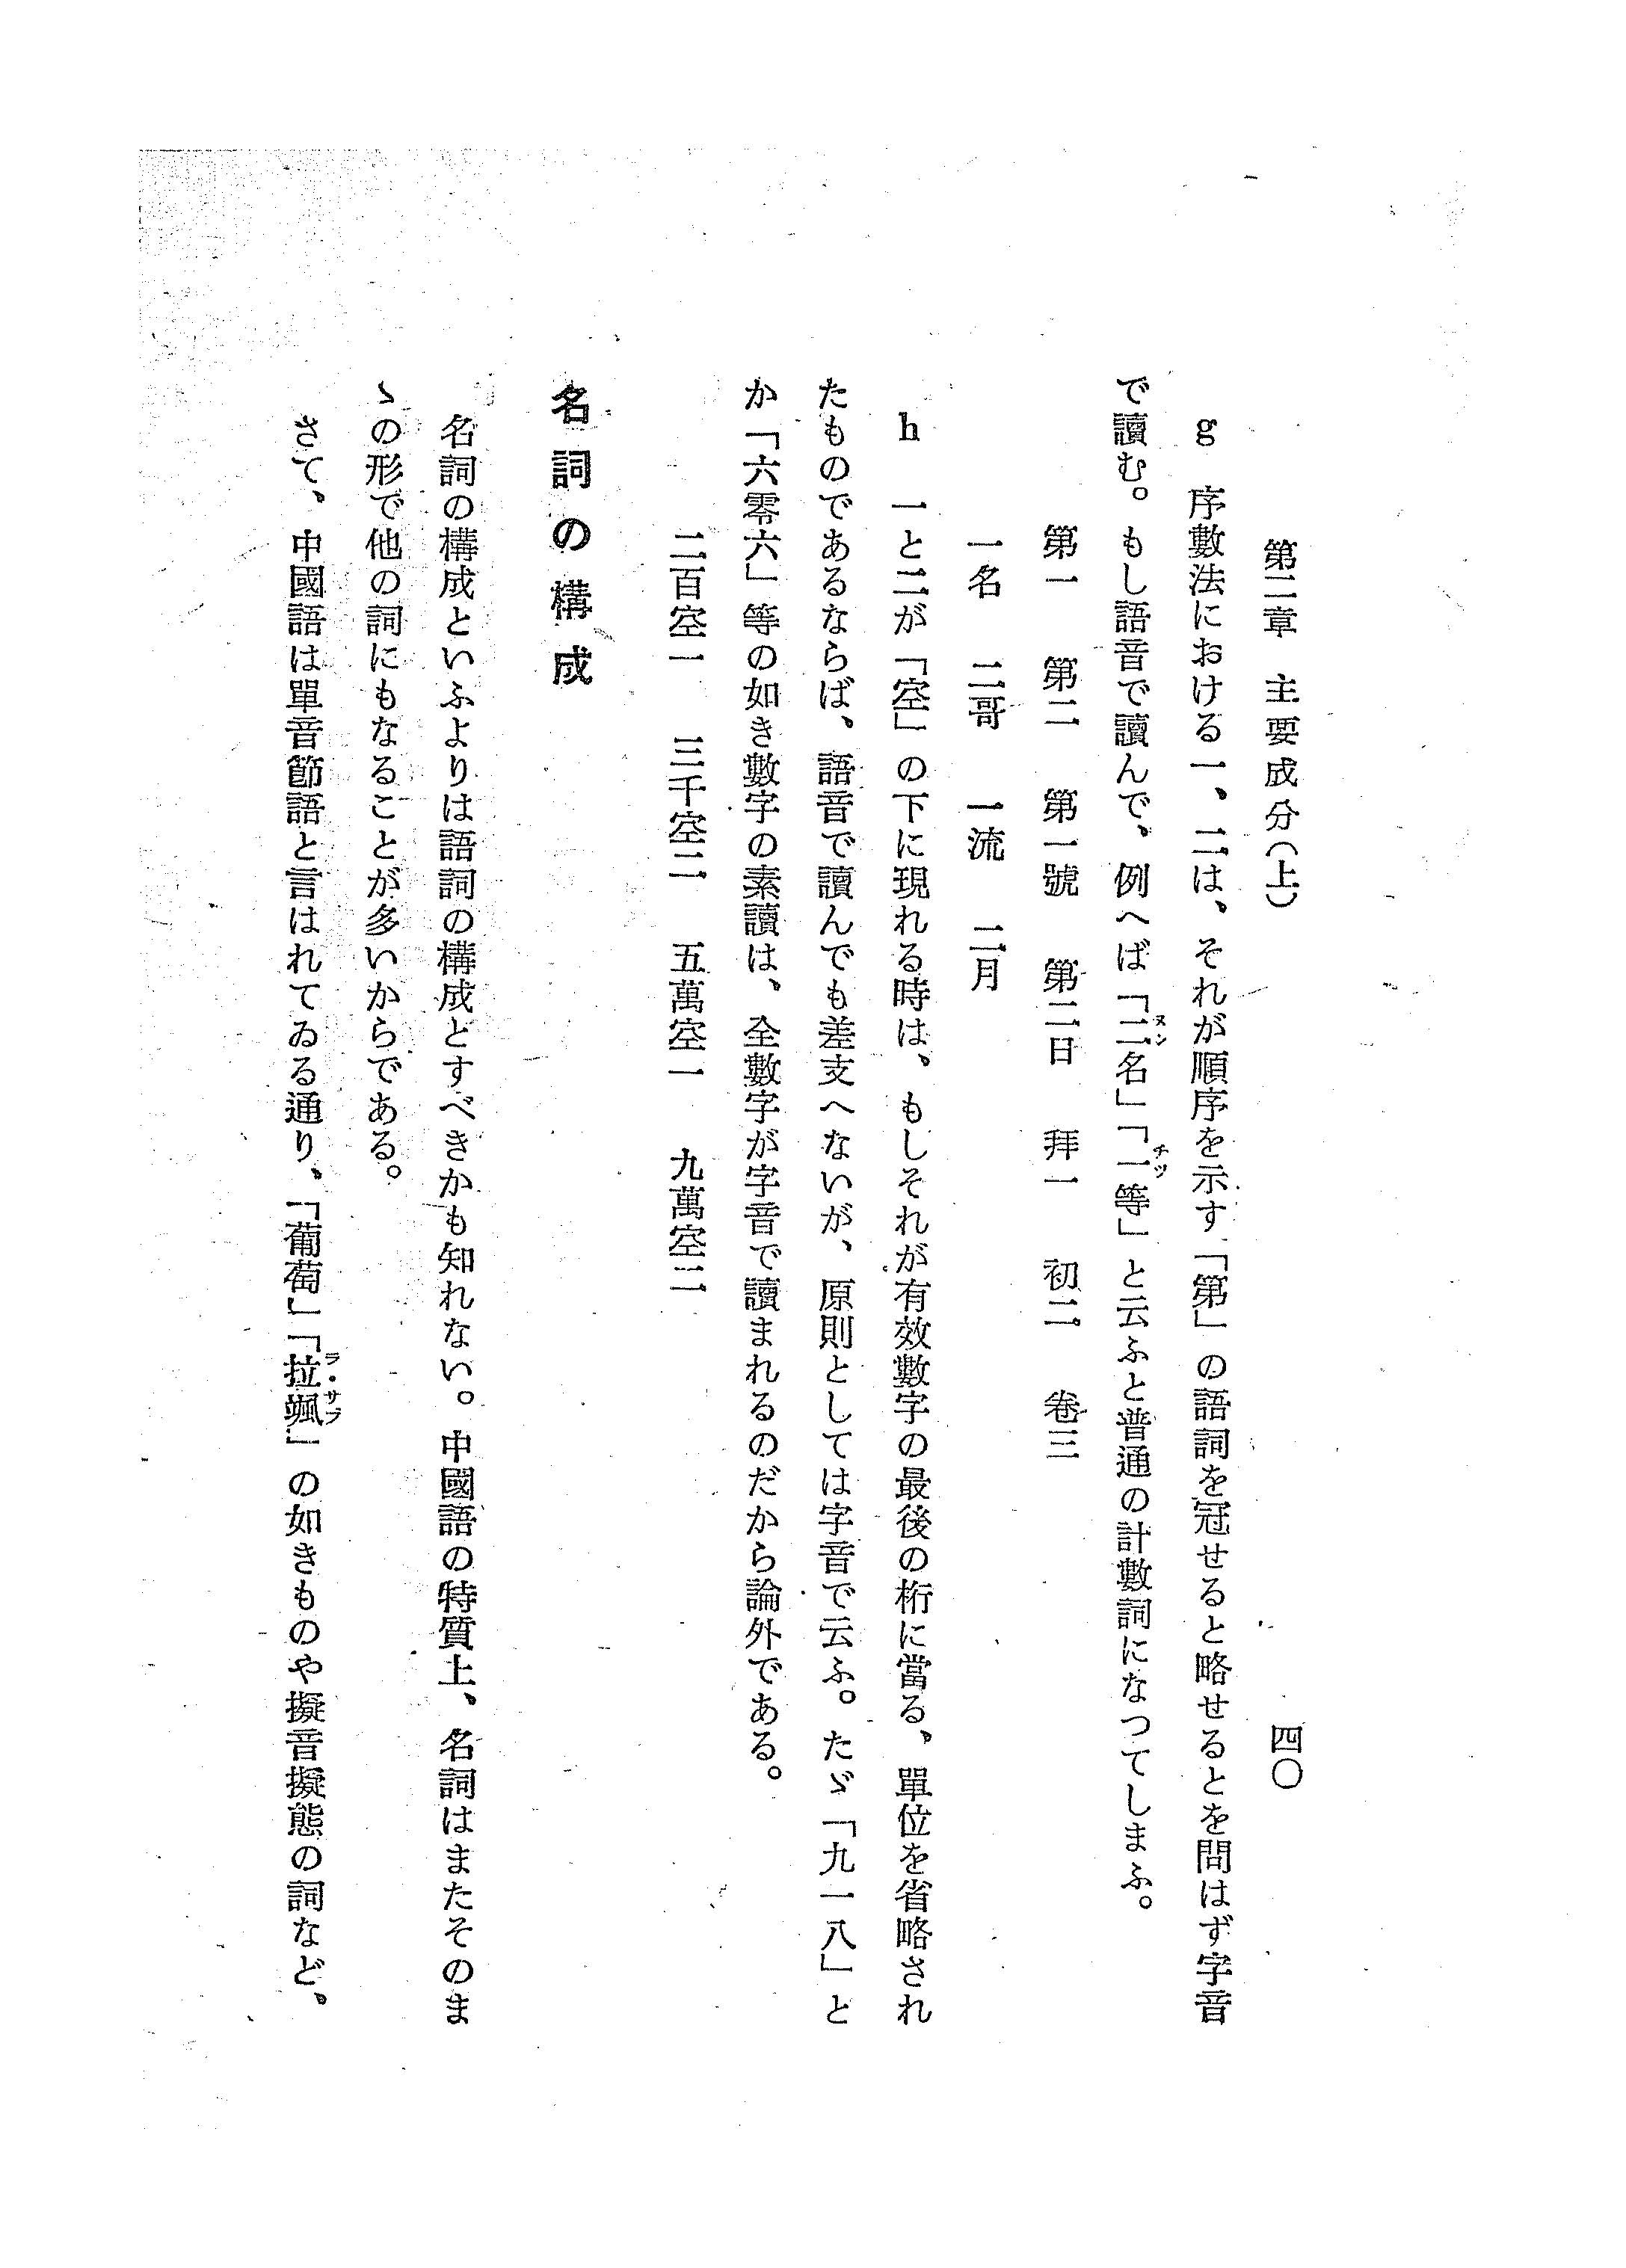 第二章　主要成分(上)　四〇
g　序數法における一、二は、それが順序を示す「第」の語詞を冠せると略せるとを問はず字音
で讀む。もし語音で讀んで、例へば「二名」「一等」と云ふと普通の計數詞になつてしまふ。
ヌン　チツ
第一　第二　第一號　第二日　拜一　初二　卷三
一名　二哥　一流　二月
h　一と二が「空」の下に現れる時は、もしそれが有效數字の最後の桁に當る、單位を省略され
たものであるならば、語音で讀んでも差支へないが、原則としては字音で云ふ。たゞ「九一八」と
か「六零六」等の如き數字の素讀は、全數字が字音で讀まれるのだから論外である。
二百空一　三千空二　五萬空一　九萬空二
名詞の構成
名詞の構成といふよりは語詞の構成とすべきかも知れない。中國語の特質上、名詞はまたそのま
ゝの形で他の詞にもなることが多いからである。
さて、中國語は單音節語と言はれてゐる通り、「葡萄」「拉颯」の如きものや擬音擬態の詞など、
ラ・サプ